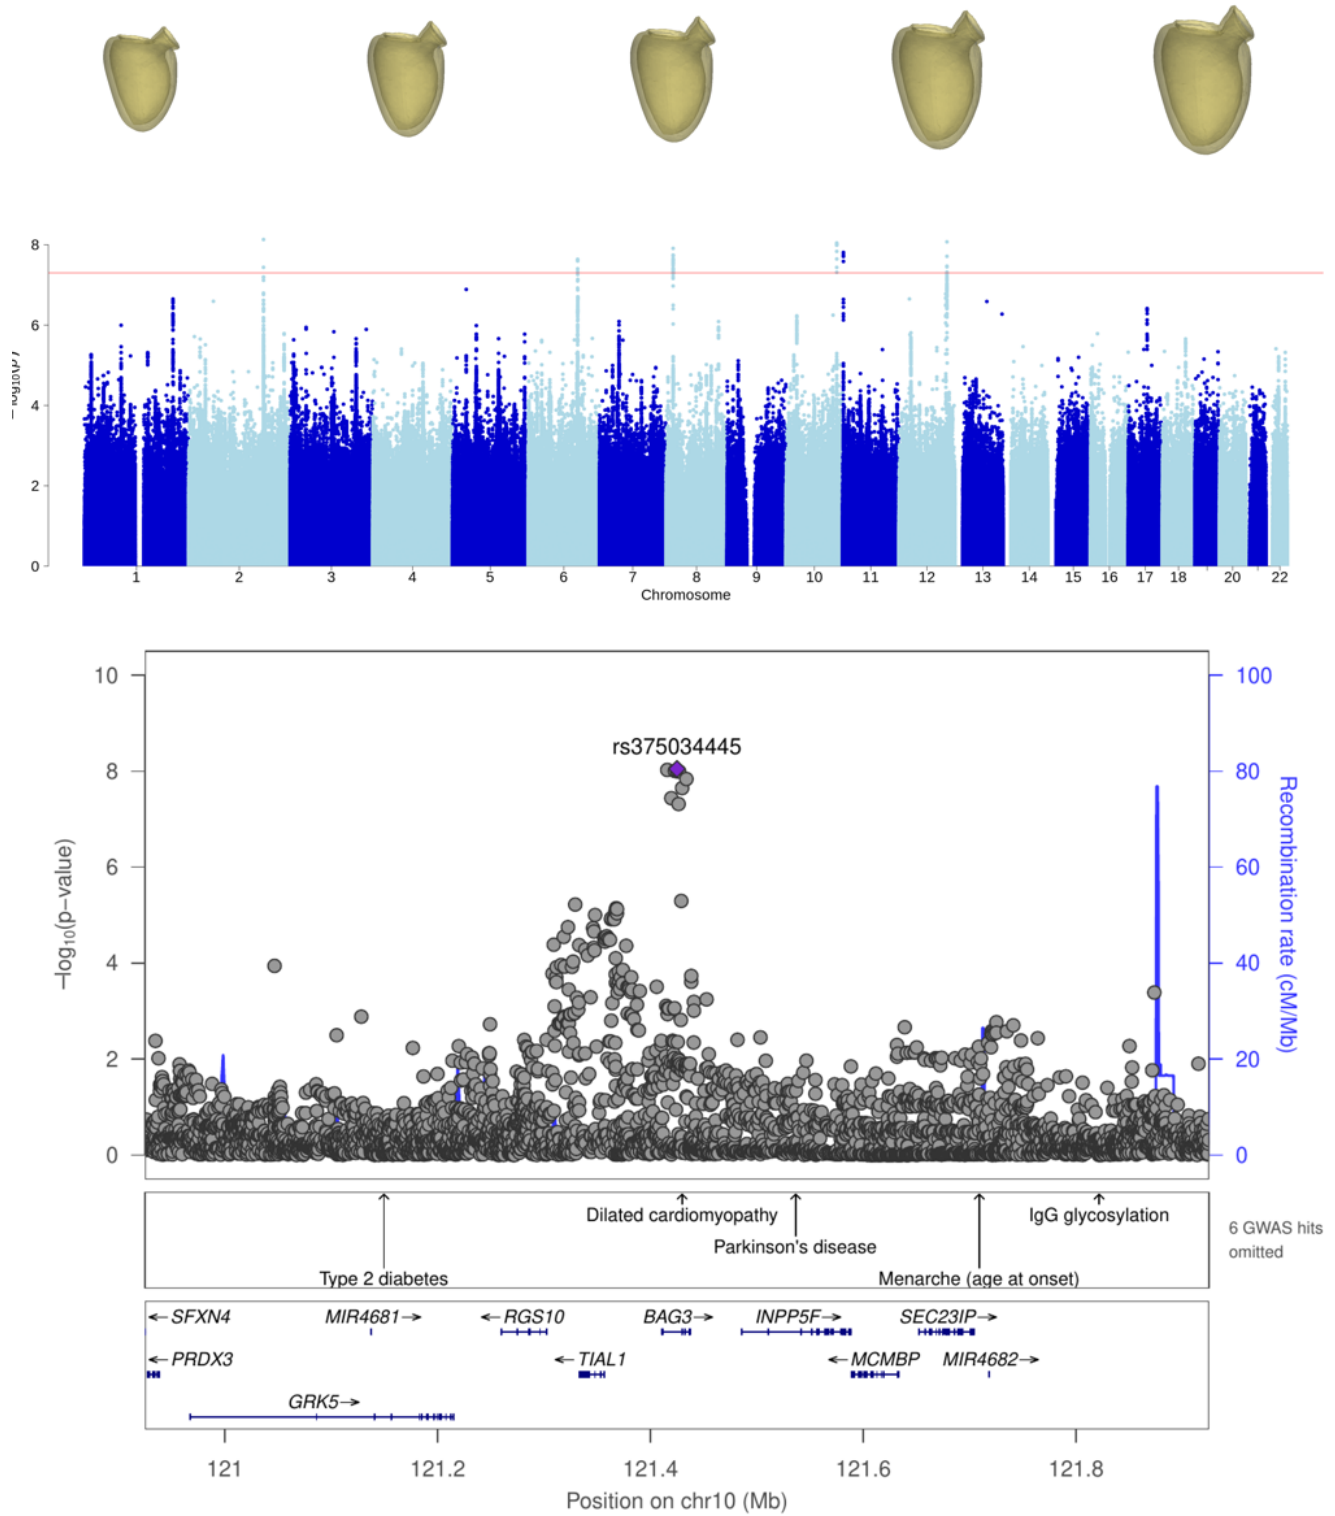 8
6
4
2
0
1 2 3 4 5 6 7 8 9 10 11 12 13 14 15 16 17 18 20 22
Chromosome
rs375034445
10
8
6
4
2
0
−log10(p−value)
100
80
60
40
20
0
Recombination rate (cM/Mb)
Dilated cardiomyopathy
IgG glycosylation
Parkinson's disease
Type 2 diabetes
Menarche (age at onset)
6 GWAS hits
omitted
←SFXN4 MIR4681→ ←RGS10 BAG3→ INPP5F→ SEC23IP→
←PRDX3 ←TIAL1 ←MCMBP MIR4682→
GRK5→
121 121.2 121.4 121.6 121.8
Position on chr10 (Mb)